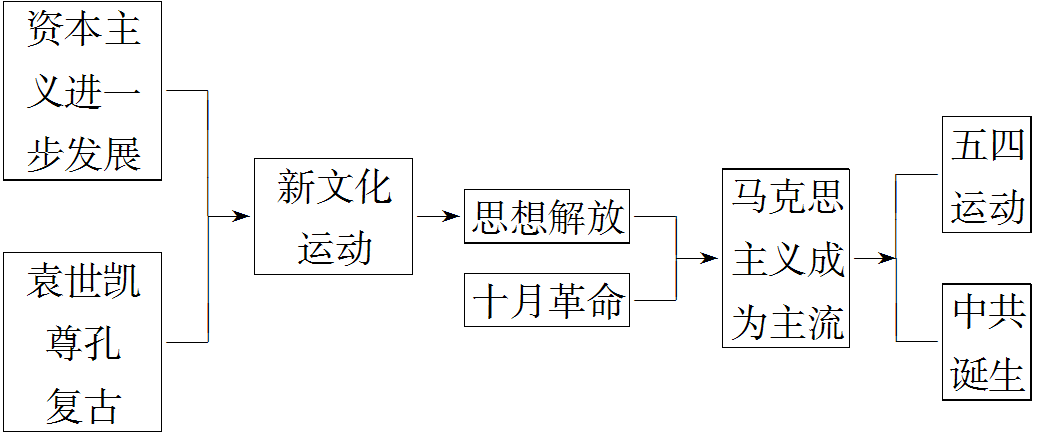 资本主
义进一
步发展
袁世凯
尊孔
复古
新文化
运动
思想解放
十月革命
马克思
主义成
为主流
五四
运动
中共
诞生